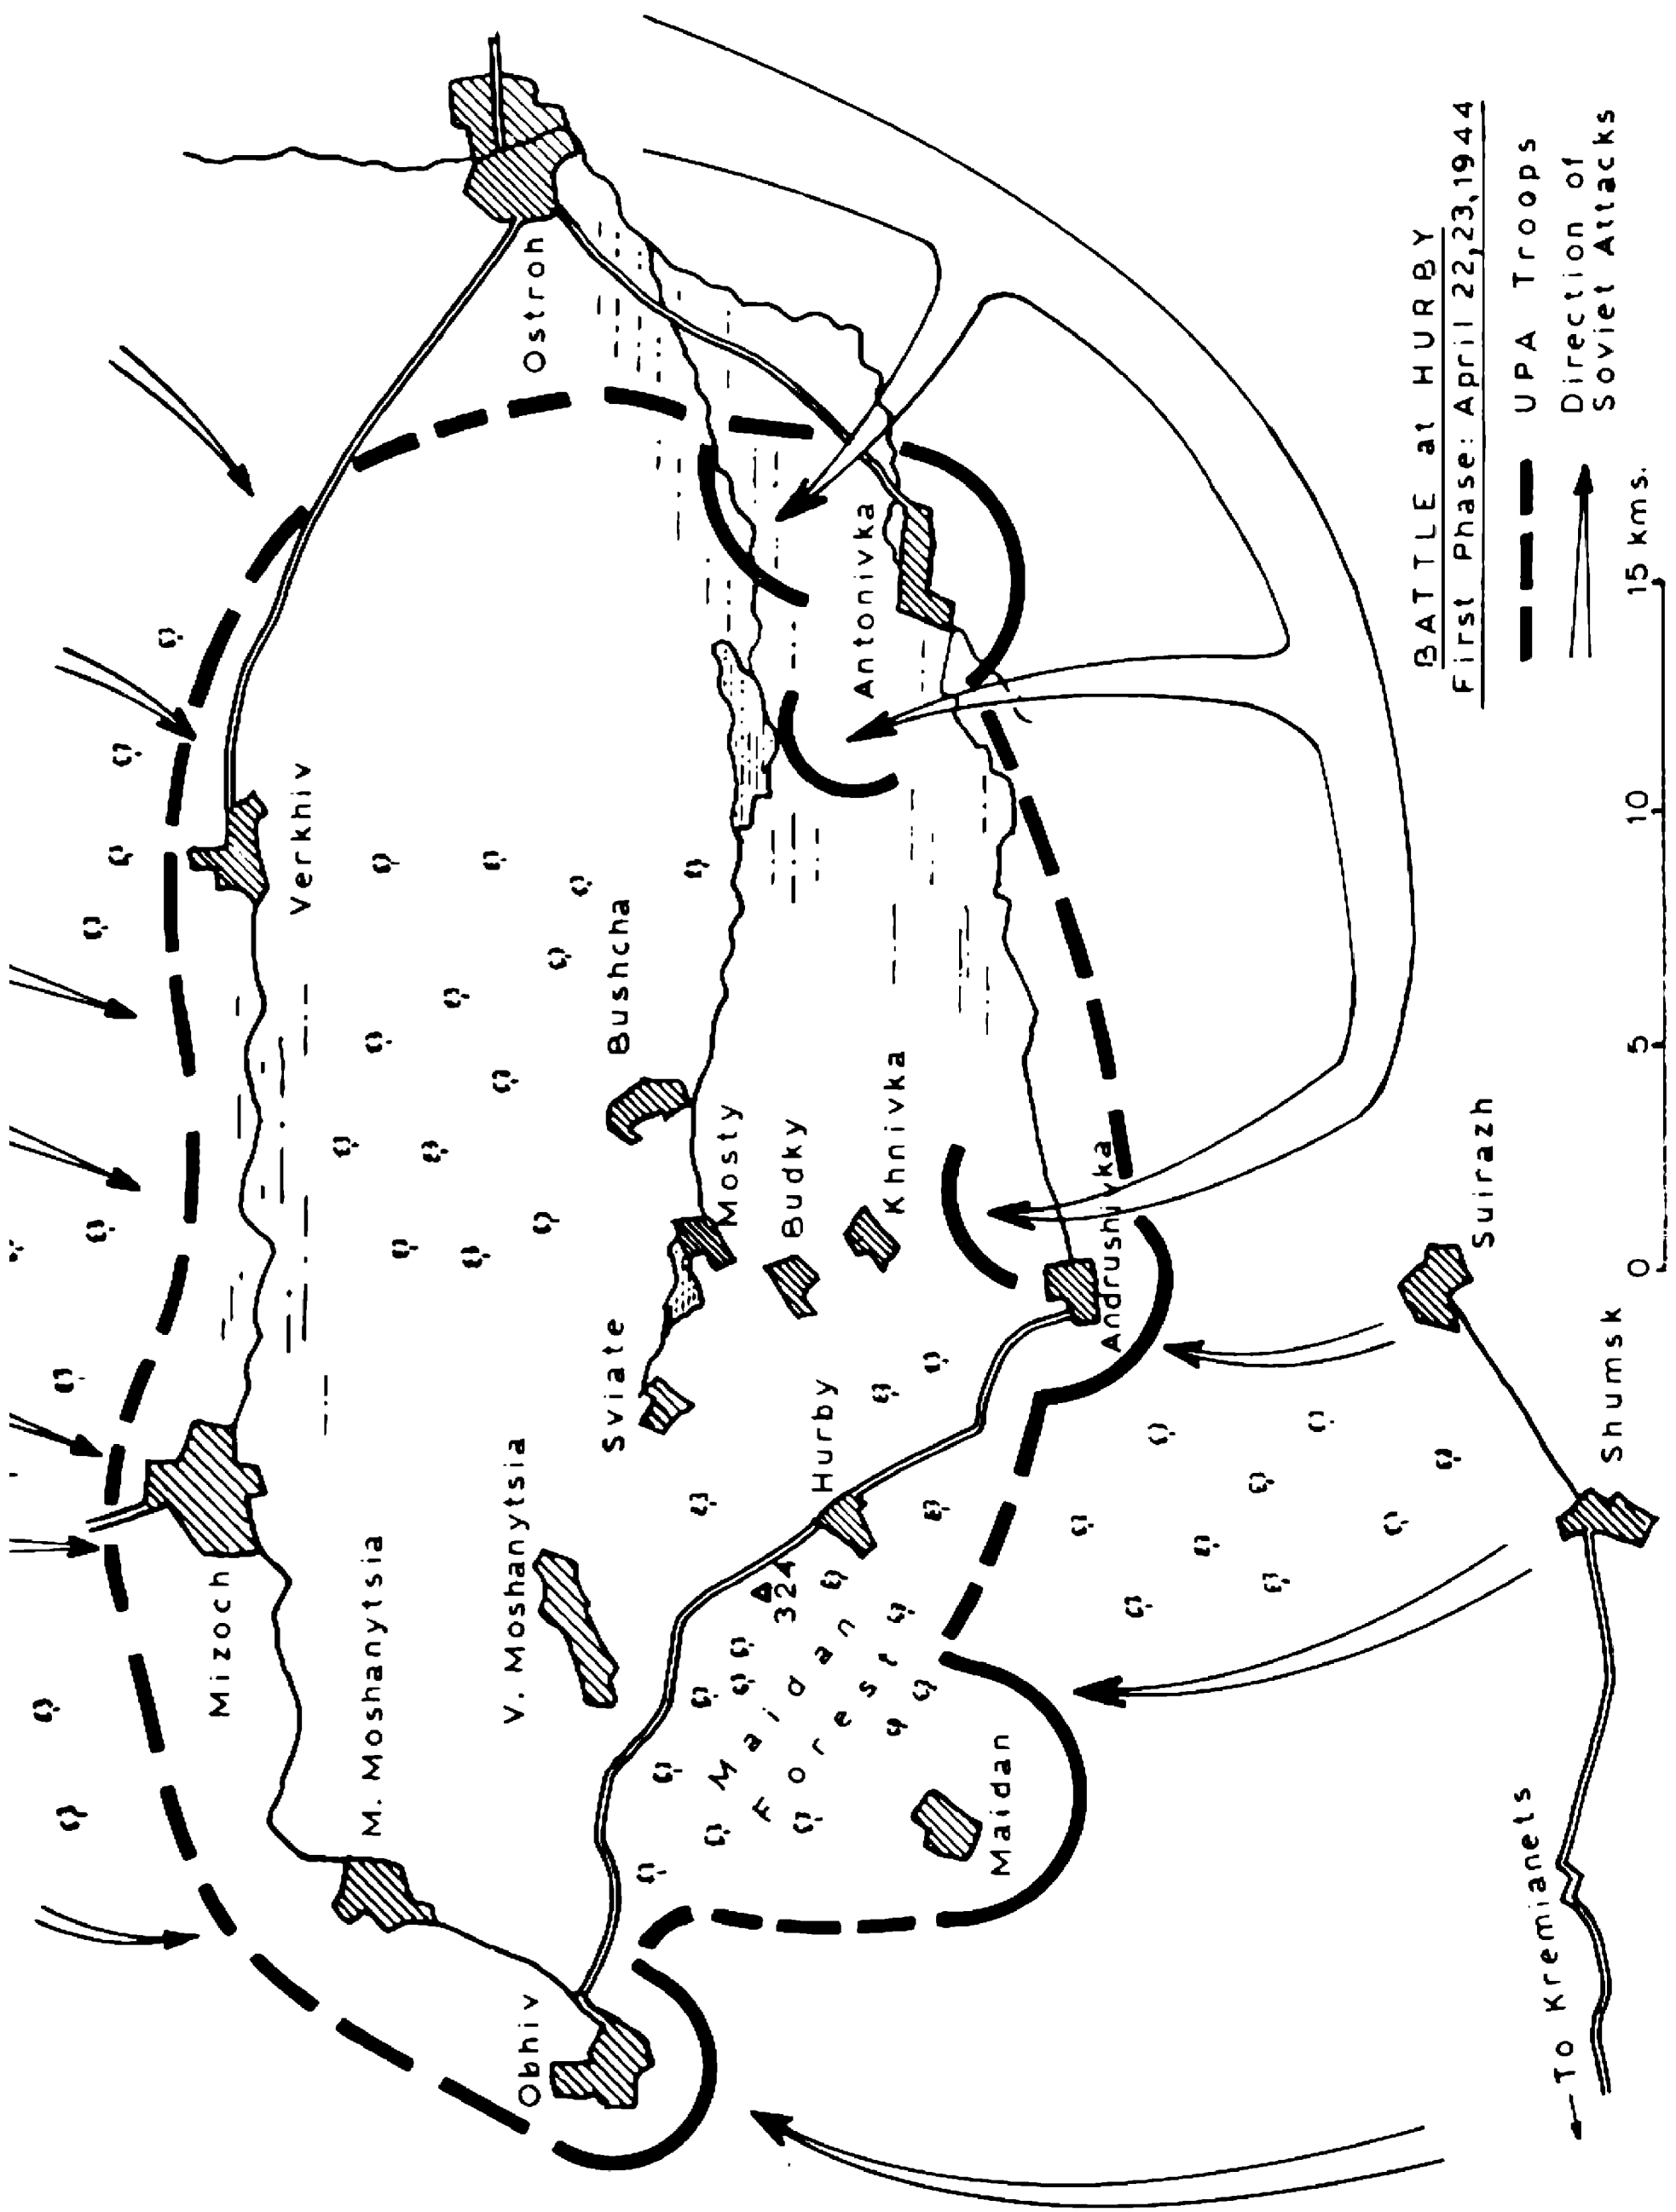 Ostroh
Verkhiv
Bushcha
Antonivka
Mizoch
M. Moshanytsia
V. Moshanytsia
Sviate
Mosty
Budky
Khnivka
Hurby
324
Andrushivka
Maidan
Forest
Maidan
Obhiv
Suirazh
Shumsk
To Kremianets
BATTLE at HURBY
First Phase: April 22,23,1944
UPA Troops
Direction of
Soviet Attacks
0 5 10 15 kms.